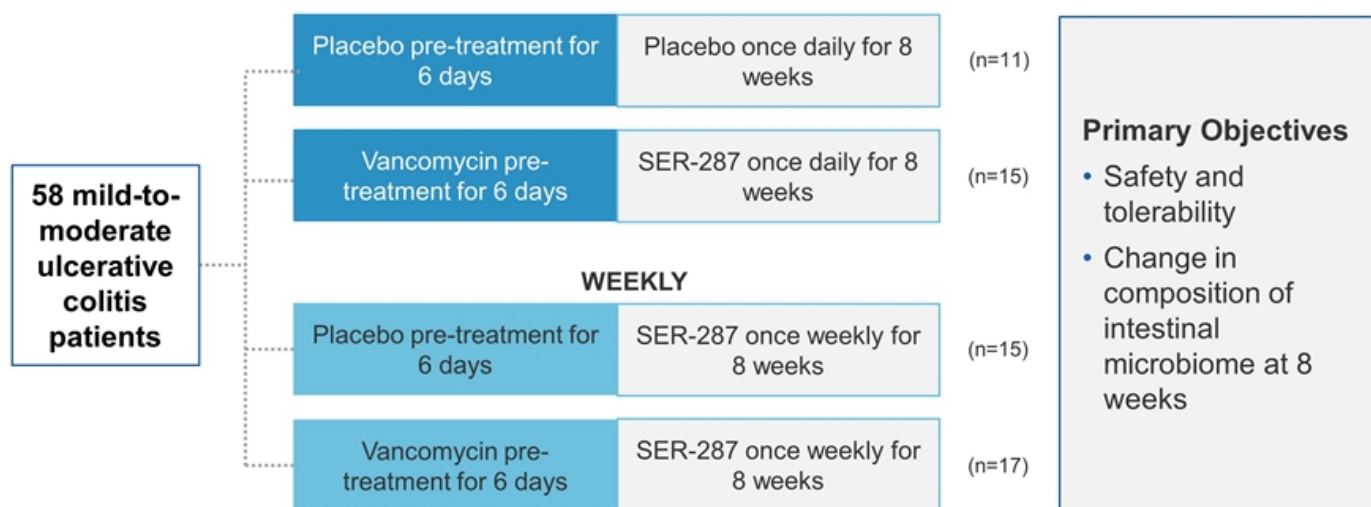 58 mild-to-
moderate
ulcerative
colitis
patients
Placebo pre-treatment for
6 days
Placebo once daily for 8
weeks
(n=11)
Vancomycin pre-
treatment for 6 days
SER-287 once daily for 8
weeks
(n=15)
WEEKLY
Placebo pre-treatment for
6 days
SER-287 once weekly for
8 weeks
(n=15)
Vancomycin pre-
treatment for 6 days
SER-287 once weekly for
8 weeks
(n=17)
Primary Objectives
• Safety and
tolerability
• Change in
composition of
intestinal
microbiome at 8
weeks